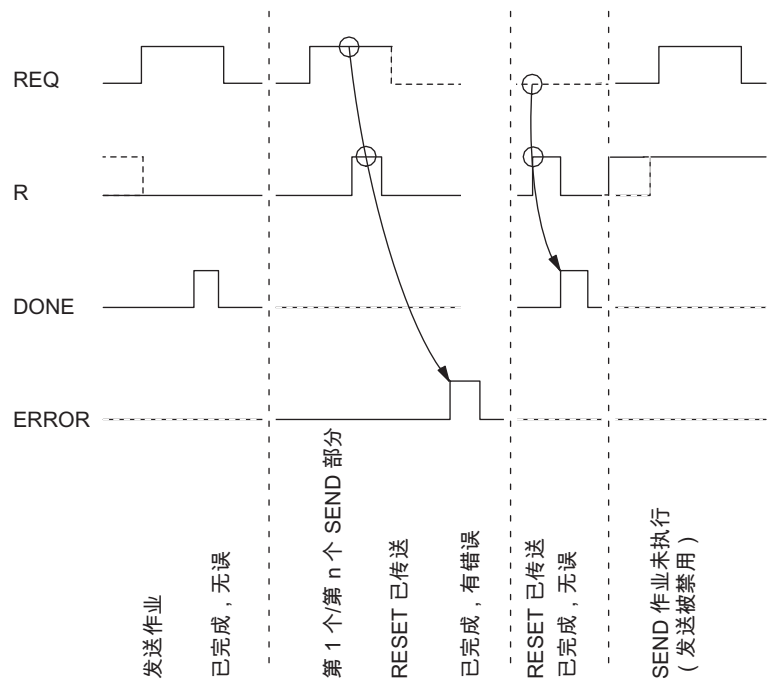 REQ
R
DONE
ERROR
发送作业
已完成，无误
第 1 个/第 n 个 SEND 部分
RESET 已传送
已完成，有错误
RESET 已传送
已完成，无误
SEND 作业未执行
（发送被禁用）